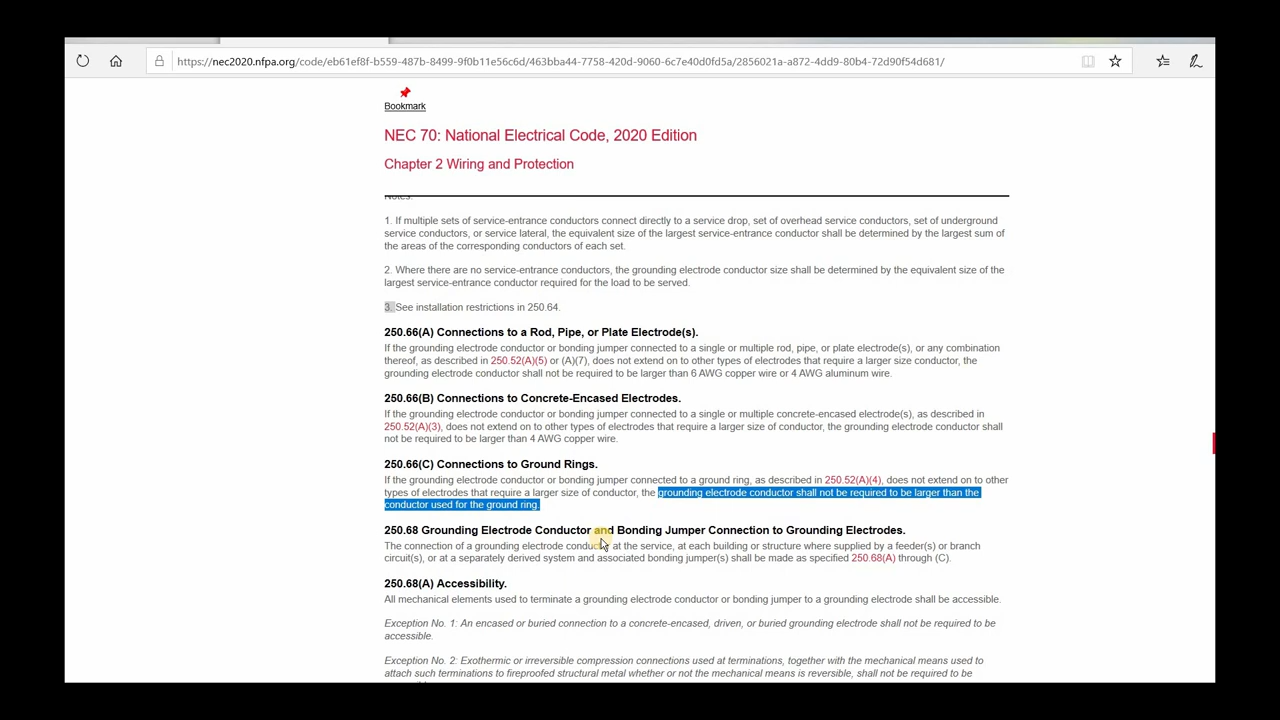 https://nec2020.nfpa.org/code/eb61ef8f-b559-487b-8499-9f0b11e56c6d/463bba44-7758-420d-9060-6c7e40d0fd5a/2856021a-a872-4dd9-80b4-72d90f54d681/
Bookmark
NEC 70: National Electrical Code, 2020 Edition
Chapter 2 Wiring and Protection
Notes:
1. If multiple sets of service-entrance conductors connect directly to a service drop, set of overhead service conductors, set of underground
service conductors, or service lateral, the equivalent size of the largest service-entrance conductor shall be determined by the largest sum of
the areas of the corresponding conductors of each set.
2. Where there are no service-entrance conductors, the grounding electrode conductor size shall be determined by the equivalent size of the
largest service-entrance conductor required for the load to be served.
3. See installation restrictions in 250.64.
250.66(A) Connections to a Rod, Pipe, or Plate Electrode(s).
If the grounding electrode conductor or bonding jumper connected to a single or multiple rod, pipe, or plate electrode(s), or any combination
thereof, as described in 250.52(A)(5) or (A)(7), does not extend on to other types of electrodes that require a larger size conductor, the
grounding electrode conductor shall not be required to be larger than 6 AWG copper wire or 4 AWG aluminum wire.
250.66(B) Connections to Concrete-Encased Electrodes.
If the grounding electrode conductor or bonding jumper connected to a single or multiple concrete-encased electrode(s), as described in
250.52(A)(3), does not extend on to other types of electrodes that require a larger size of conductor, the grounding electrode conductor shall
not be required to be larger than 4 AWG copper wire.
250.66(C) Connections to Ground Rings.
If the grounding electrode conductor or bonding jumper connected to a ground ring, as described in 250.52(A)(4), does not extend on to other
types of electrodes that require a larger size of conductor, the grounding electrode conductor shall not be required to be larger than the
conductor used for the ground ring.
250.68 Grounding Electrode Conductor and Bonding Jumper Connection to Grounding Electrodes.
The connection of a grounding electrode conductor at the service, at each building or structure where supplied by a feeder(s) or branch
circuit(s), or at a separately derived system and associated bonding jumper(s) shall be made as specified 250.68(A) through (C).
250.68(A) Accessibility.
All mechanical elements used to terminate a grounding electrode conductor or bonding jumper to a grounding electrode shall be accessible.
Exception No. 1: An encased or buried connection to a concrete-encased, driven, or buried grounding electrode shall not be required to be
accessible.
Exception No. 2: Exothermic or irreversible compression connections used at terminations, together with the mechanical means used to
attach such terminations to fireproofed structural metal whether or not the mechanical means is reversible, shall not be required to be